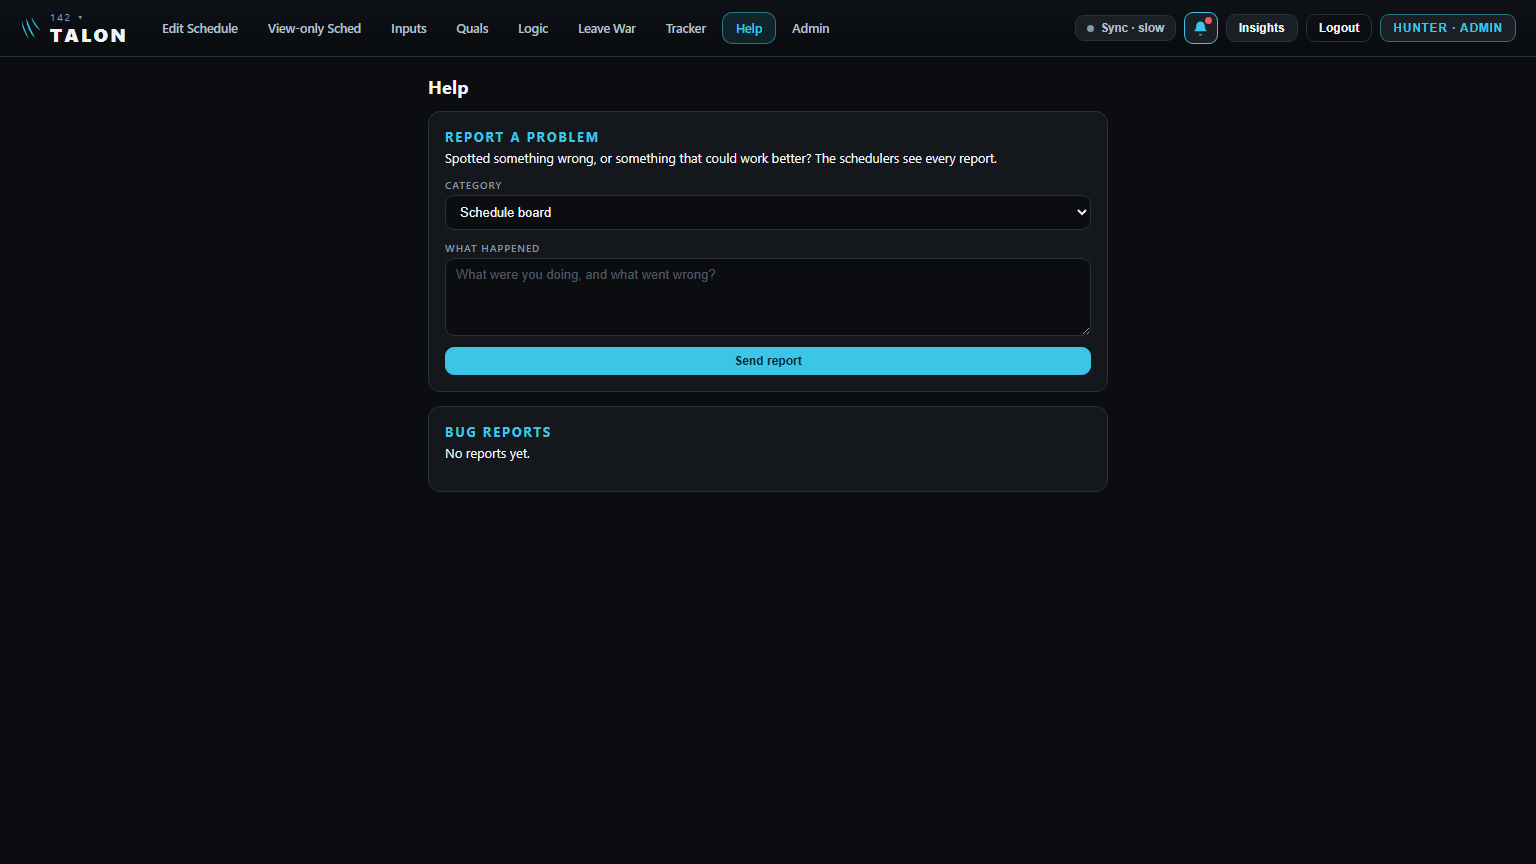 142 ▾
TALON
Edit Schedule
View-only Sched
Inputs
Quals
Logic
Leave War
Tracker
Help
Admin
Sync · slow
Insights
Logout
HUNTER · ADMIN
Help
REPORT A PROBLEM
Spotted something wrong, or something that could work better? The schedulers see every report.
CATEGORY
Schedule board
WHAT HAPPENED
What were you doing, and what went wrong?
Send report
BUG REPORTS
No reports yet.